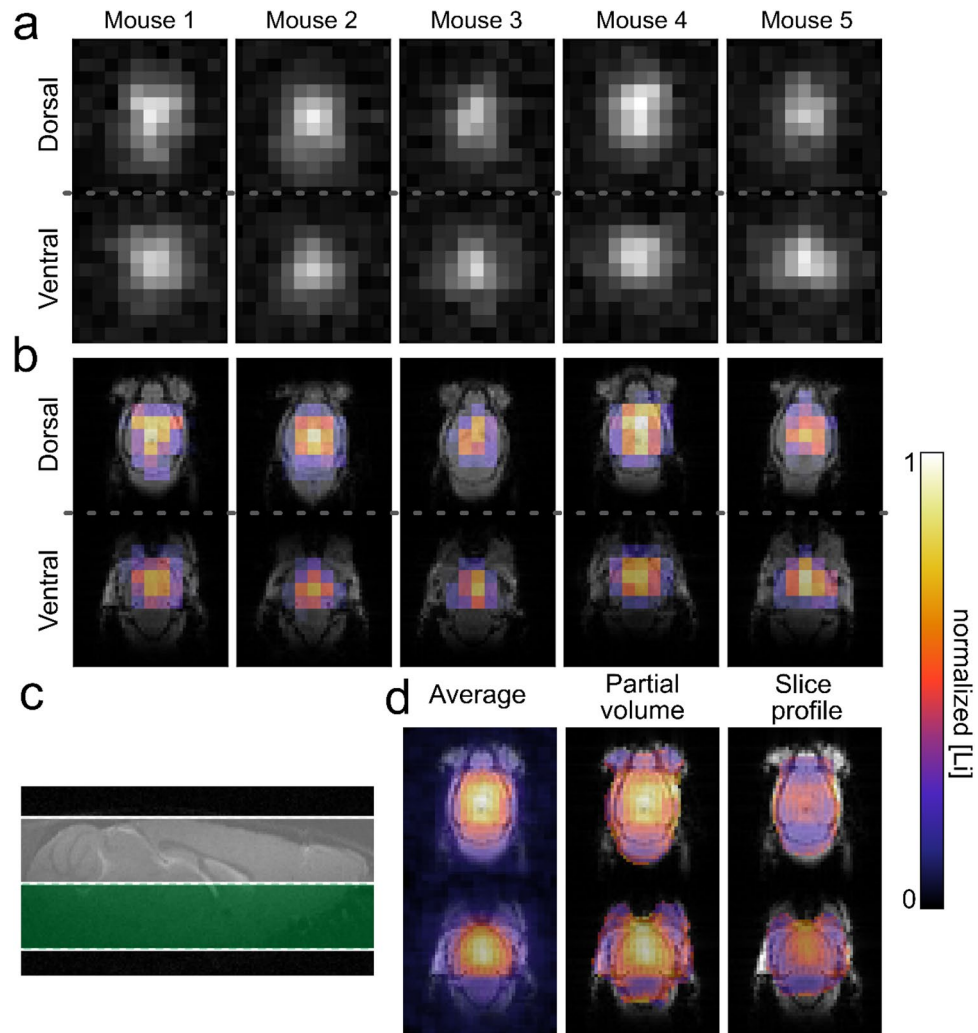 a
Mouse 1 Mouse 2 Mouse 3 Mouse 4 Mouse 5
Dorsal
Ventral
b
Dorsal
Ventral
c
d
Average
Partial
volume
Slice
profile
1
normalized [Li]
0